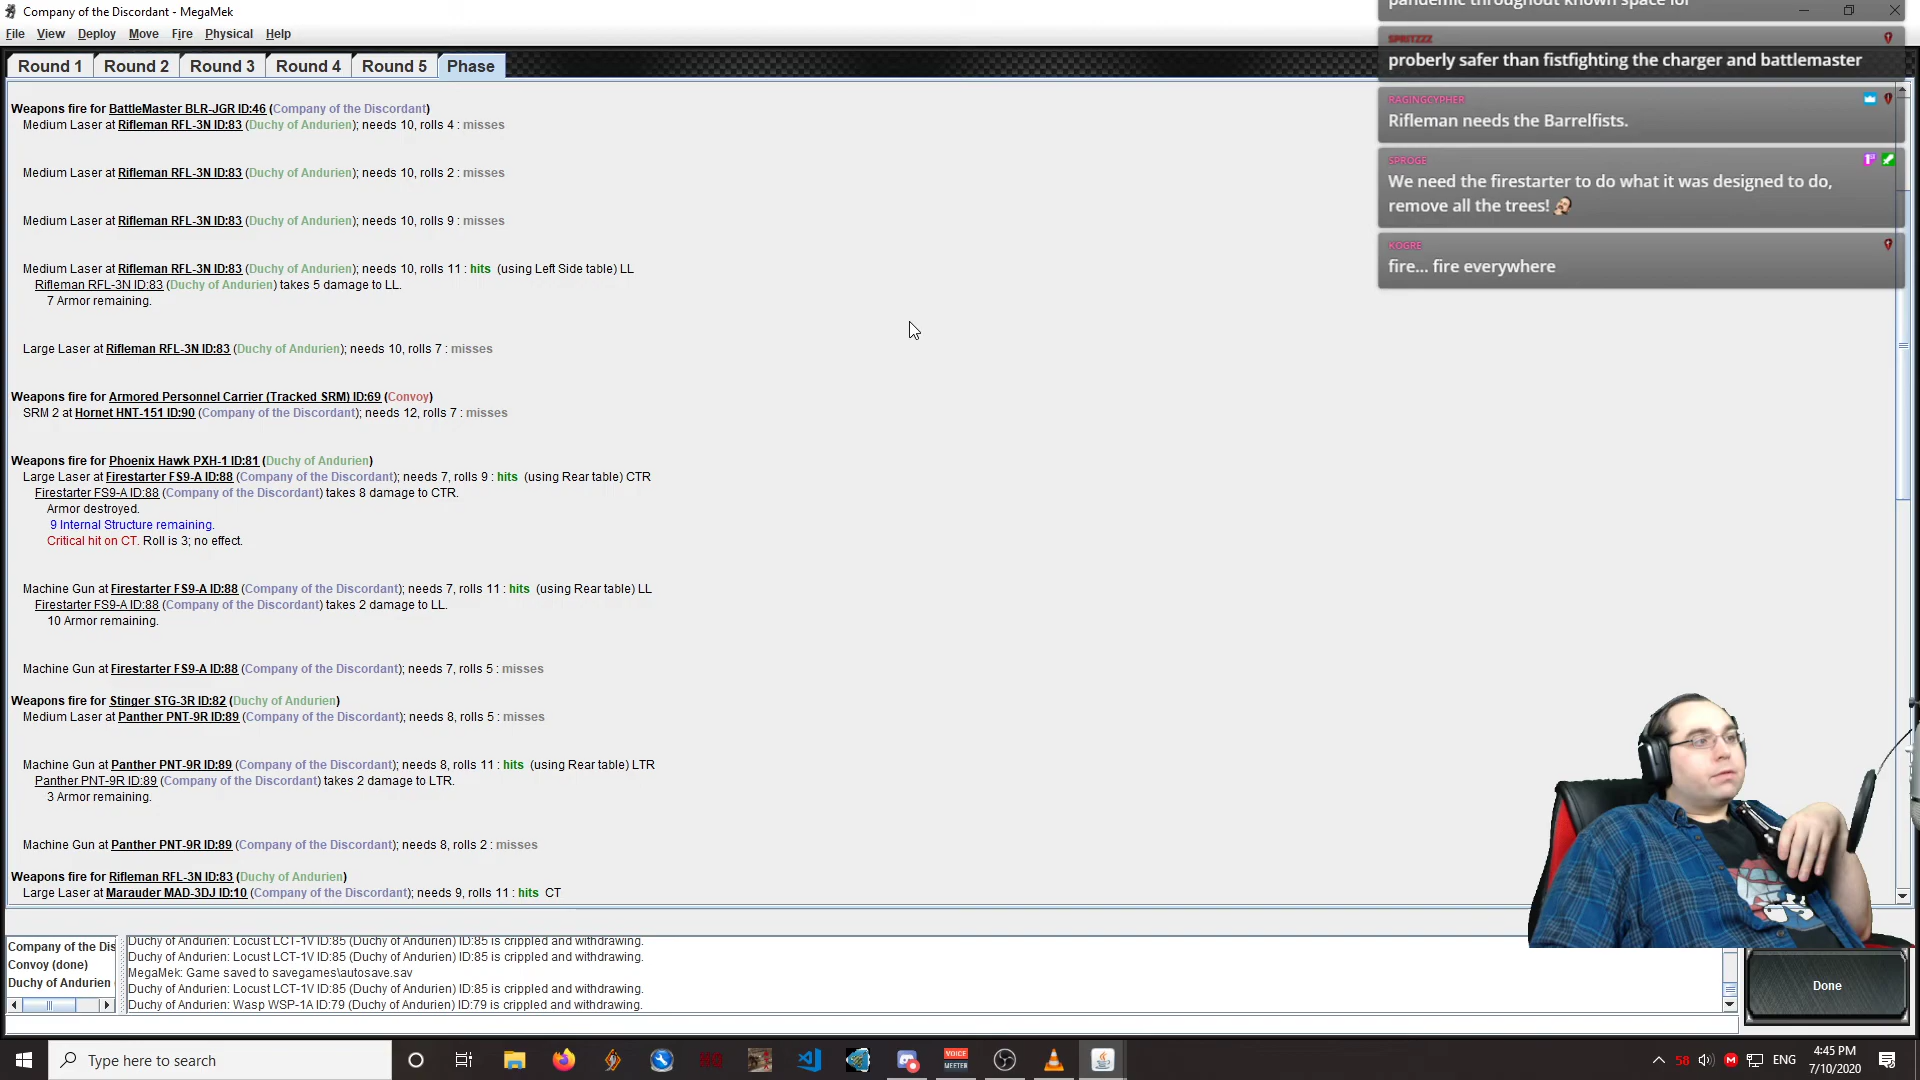 Company of the Discordant - MegaMek
File View Deploy Move Fire Physical Help
Round 1 Round 2 Round 3 Round 4 Round 5 Phase
Weapons fire for BattleMaster BLR-JGR ID:46 (Company of the Discordant)
Medium Laser at Rifleman RFL-3N ID:83 (Duchy of Andurien); needs 10, rolls 4 : misses
Medium Laser at Rifleman RFL-3N ID:83 (Duchy of Andurien); needs 10, rolls 2 : misses
Medium Laser at Rifleman RFL-3N ID:83 (Duchy of Andurien); needs 10, rolls 9 : misses
Medium Laser at Rifleman RFL-3N ID:83 (Duchy of Andurien); needs 10, rolls 11 : hits (using Left Side table) LL
Rifleman RFL-3N ID:83 (Duchy of Andurien) takes 5 damage to LL.
7 Armor remaining.
Large Laser at Rifleman RFL-3N ID:83 (Duchy of Andurien); needs 10, rolls 7 : misses
Weapons fire for Armored Personnel Carrier (Tracked SRM) ID:69 (Convoy)
SRM 2 at Hornet HNT-151 ID:90 (Company of the Discordant); needs 12, rolls 7 : misses
Weapons fire for Phoenix Hawk PXH-1 ID:81 (Duchy of Andurien)
Large Laser at Firestarter FS9-A ID:88 (Company of the Discordant); needs 7, rolls 9 : hits (using Rear table) CTR
Firestarter FS9-A ID:88 (Company of the Discordant) takes 8 damage to CTR.
Armor destroyed.
9 Internal Structure remaining.
Critical hit on CT. Roll is 3; no effect.
Machine Gun at Firestarter FS9-A ID:88 (Company of the Discordant); needs 7, rolls 11 : hits (using Rear table) LL
Firestarter FS9-A ID:88 (Company of the Discordant) takes 2 damage to LL.
10 Armor remaining.
Machine Gun at Firestarter FS9-A ID:88 (Company of the Discordant); needs 7, rolls 5 : misses
Weapons fire for Stinger STG-3R ID:82 (Duchy of Andurien)
Medium Laser at Panther PNT-9R ID:89 (Company of the Discordant); needs 8, rolls 5 : misses
Machine Gun at Panther PNT-9R ID:89 (Company of the Discordant); needs 8, rolls 11 : hits (using Rear table) LTR
Panther PNT-9R ID:89 (Company of the Discordant) takes 2 damage to LTR.
3 Armor remaining.
Machine Gun at Panther PNT-9R ID:89 (Company of the Discordant); needs 8, rolls 2 : misses
Weapons fire for Rifleman RFL-3N ID:83 (Duchy of Andurien)
Large Laser at Marauder MAD-3DJ ID:10 (Company of the Discordant); needs 9, rolls 11 : hits CT
pandemic throughout known space lol
SPRITZZZ
properly safer than fistfighting the charger and battlemaster
RAGINGCYPHER
Rifleman needs the Barrelfists.
SPROGE
We need the firestarter to do what it was designed to do,
remove all the trees!
KOGRE
fire... fire everywhere
Company of the Dis
Convoy (done)
Duchy of Andurien
Duchy of Andurien: Locust LCT-1V ID:85 (Duchy of Andurien) ID:85 is crippled and withdrawing.
Duchy of Andurien: Locust LCT-1V ID:85 (Duchy of Andurien) ID:85 is crippled and withdrawing.
MegaMek: Game saved to savegames\autosave.sav
Duchy of Andurien: Locust LCT-1V ID:85 (Duchy of Andurien) ID:85 is crippled and withdrawing.
Duchy of Andurien: Wasp WSP-1A ID:79 (Duchy of Andurien) ID:79 is crippled and withdrawing.
Done
Type here to search
VOICE
MEETER
58
ENG
4:45 PM
7/10/2020